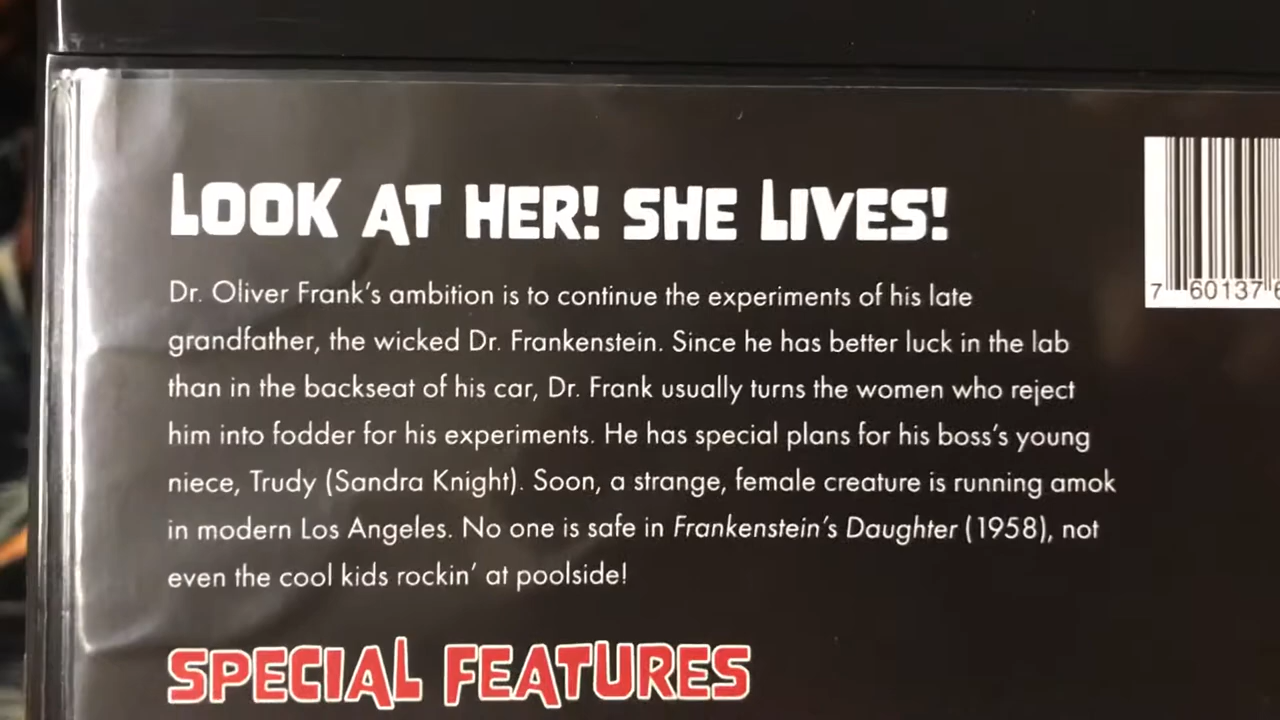 LOOK AT HER! SHE LIVES!
Dr. Oliver Frank's ambition is to continue the experiments of his late
grandfather, the wicked Dr. Frankenstein. Since he has better luck in the lab
than in the backseat of his car, Dr. Frank usually turns the women who reject
him into fodder for his experiments. He has special plans for his boss's young
niece, Trudy (Sandra Knight). Soon, a strange, female creature is running amok
in modern Los Angeles. No one is safe in Frankenstein's Daughter (1958), not
even the cool kids rockin' at poolside!
SPECIAL FEATURES
7 60137